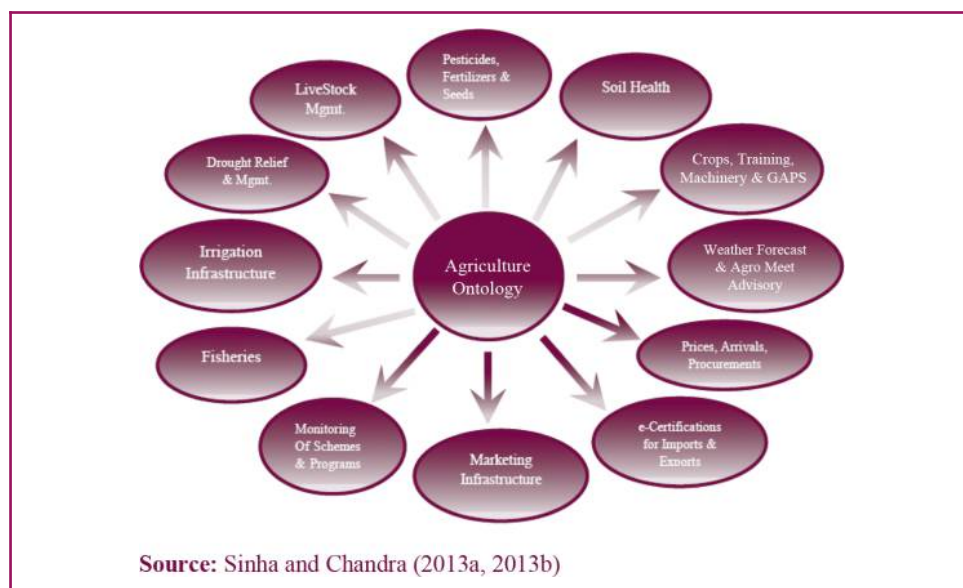 Pesticides,
Fertilizers &
Seeds
LiveStock
Mgmt.
Soil Health
Drought Relief
& Mgmt.
Crops, Training,
Machinery & GAPS
Irrigation
Infrastructure
Agriculture
Ontology
Weather Forecast
& Agro Meet
Advisory
Fisheries
Prices, Arrivals,
Procurements
Monitoring
Of Schemes
& Programs
Marketing
Infrastructure
e-Certifications
for Imports &
Exports
Source: Sinha and Chandra (2013a, 2013b)